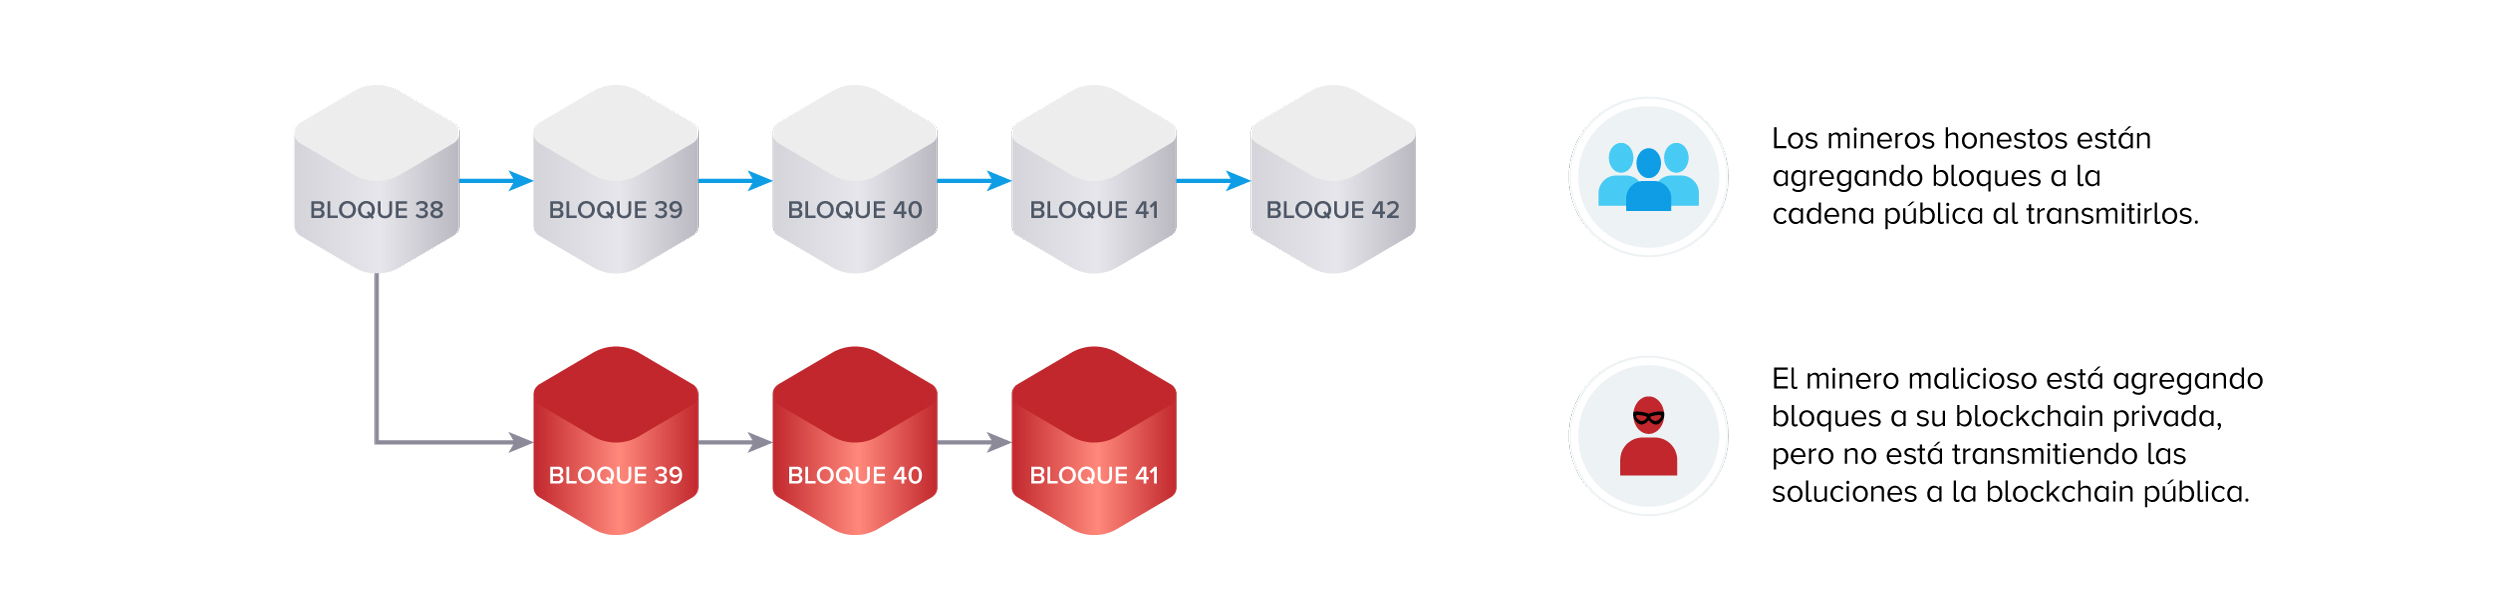 BLOQUE 38
BLOQUE 39
BLOQUE 40
BLOQUE 41
BLOQUE 42
Los mineros honestos están
agregando bloques a la
cadena pública al transmitirlos.
BLOQUE 39
BLOQUE 40
BLOQUE 41
El minero malicioso está agregando
bloques a su blockchain privada,
pero no está transmitiendo las
soluciones a la blockchain pública.